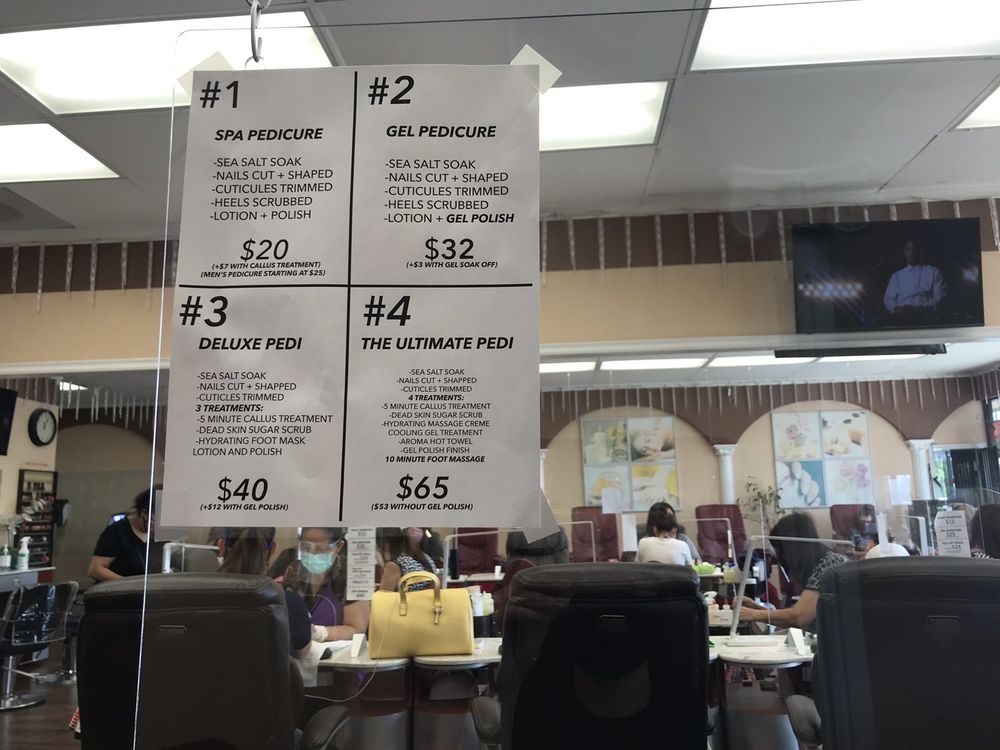 #1
SPA PEDICURE
-SEA SALT SOAK
-NAILS CUT + SHAPED
-CUTICULES TRIMMED
-HEELS SCRUBBED
-LOTION + POLISH
$20
(+$7 WITH CALLUS TREATMENT)
(MEN'S PEDICURE STARTING AT $25)
#2
GEL PEDICURE
-SEA SALT SOAK
-NAILS CUT + SHAPED
-CUTICULES TRIMMED
-HEELS SCRUBBED
-LOTION + GEL POLISH
$32
(+$3 WITH GEL SOAK OFF)
#3
DELUXE PEDI
-SEA SALT SOAK
-NAILS CUT + SHAPPED
-CUTICLES TRIMMED
3 TREATMENTS:
-5 MINUTE CALLUS TREATMENT
-DEAD SKIN SUGAR SCRUB
-HYDRATING FOOT MASK
LOTION AND POLISH
$40
(+$12 WITH GEL POLISH)
#4
THE ULTIMATE PEDI
-SEA SALT SOAK
-NAILS CUT + SHAPPED
-CUTICLES TRIMMED
4 TREATMENTS:
-5 MINUTE CALLUS TREATMENT
-DEAD SKIN SUGAR SCRUB
-HYDRATING MASSAGE CREME
COOLING GEL TREATMENT
-AROMA HOT TOWEL
-GEL POLISH FINISH
10 MINUTE FOOT MASSAGE
$65
($53 WITHOUT GEL POLISH)